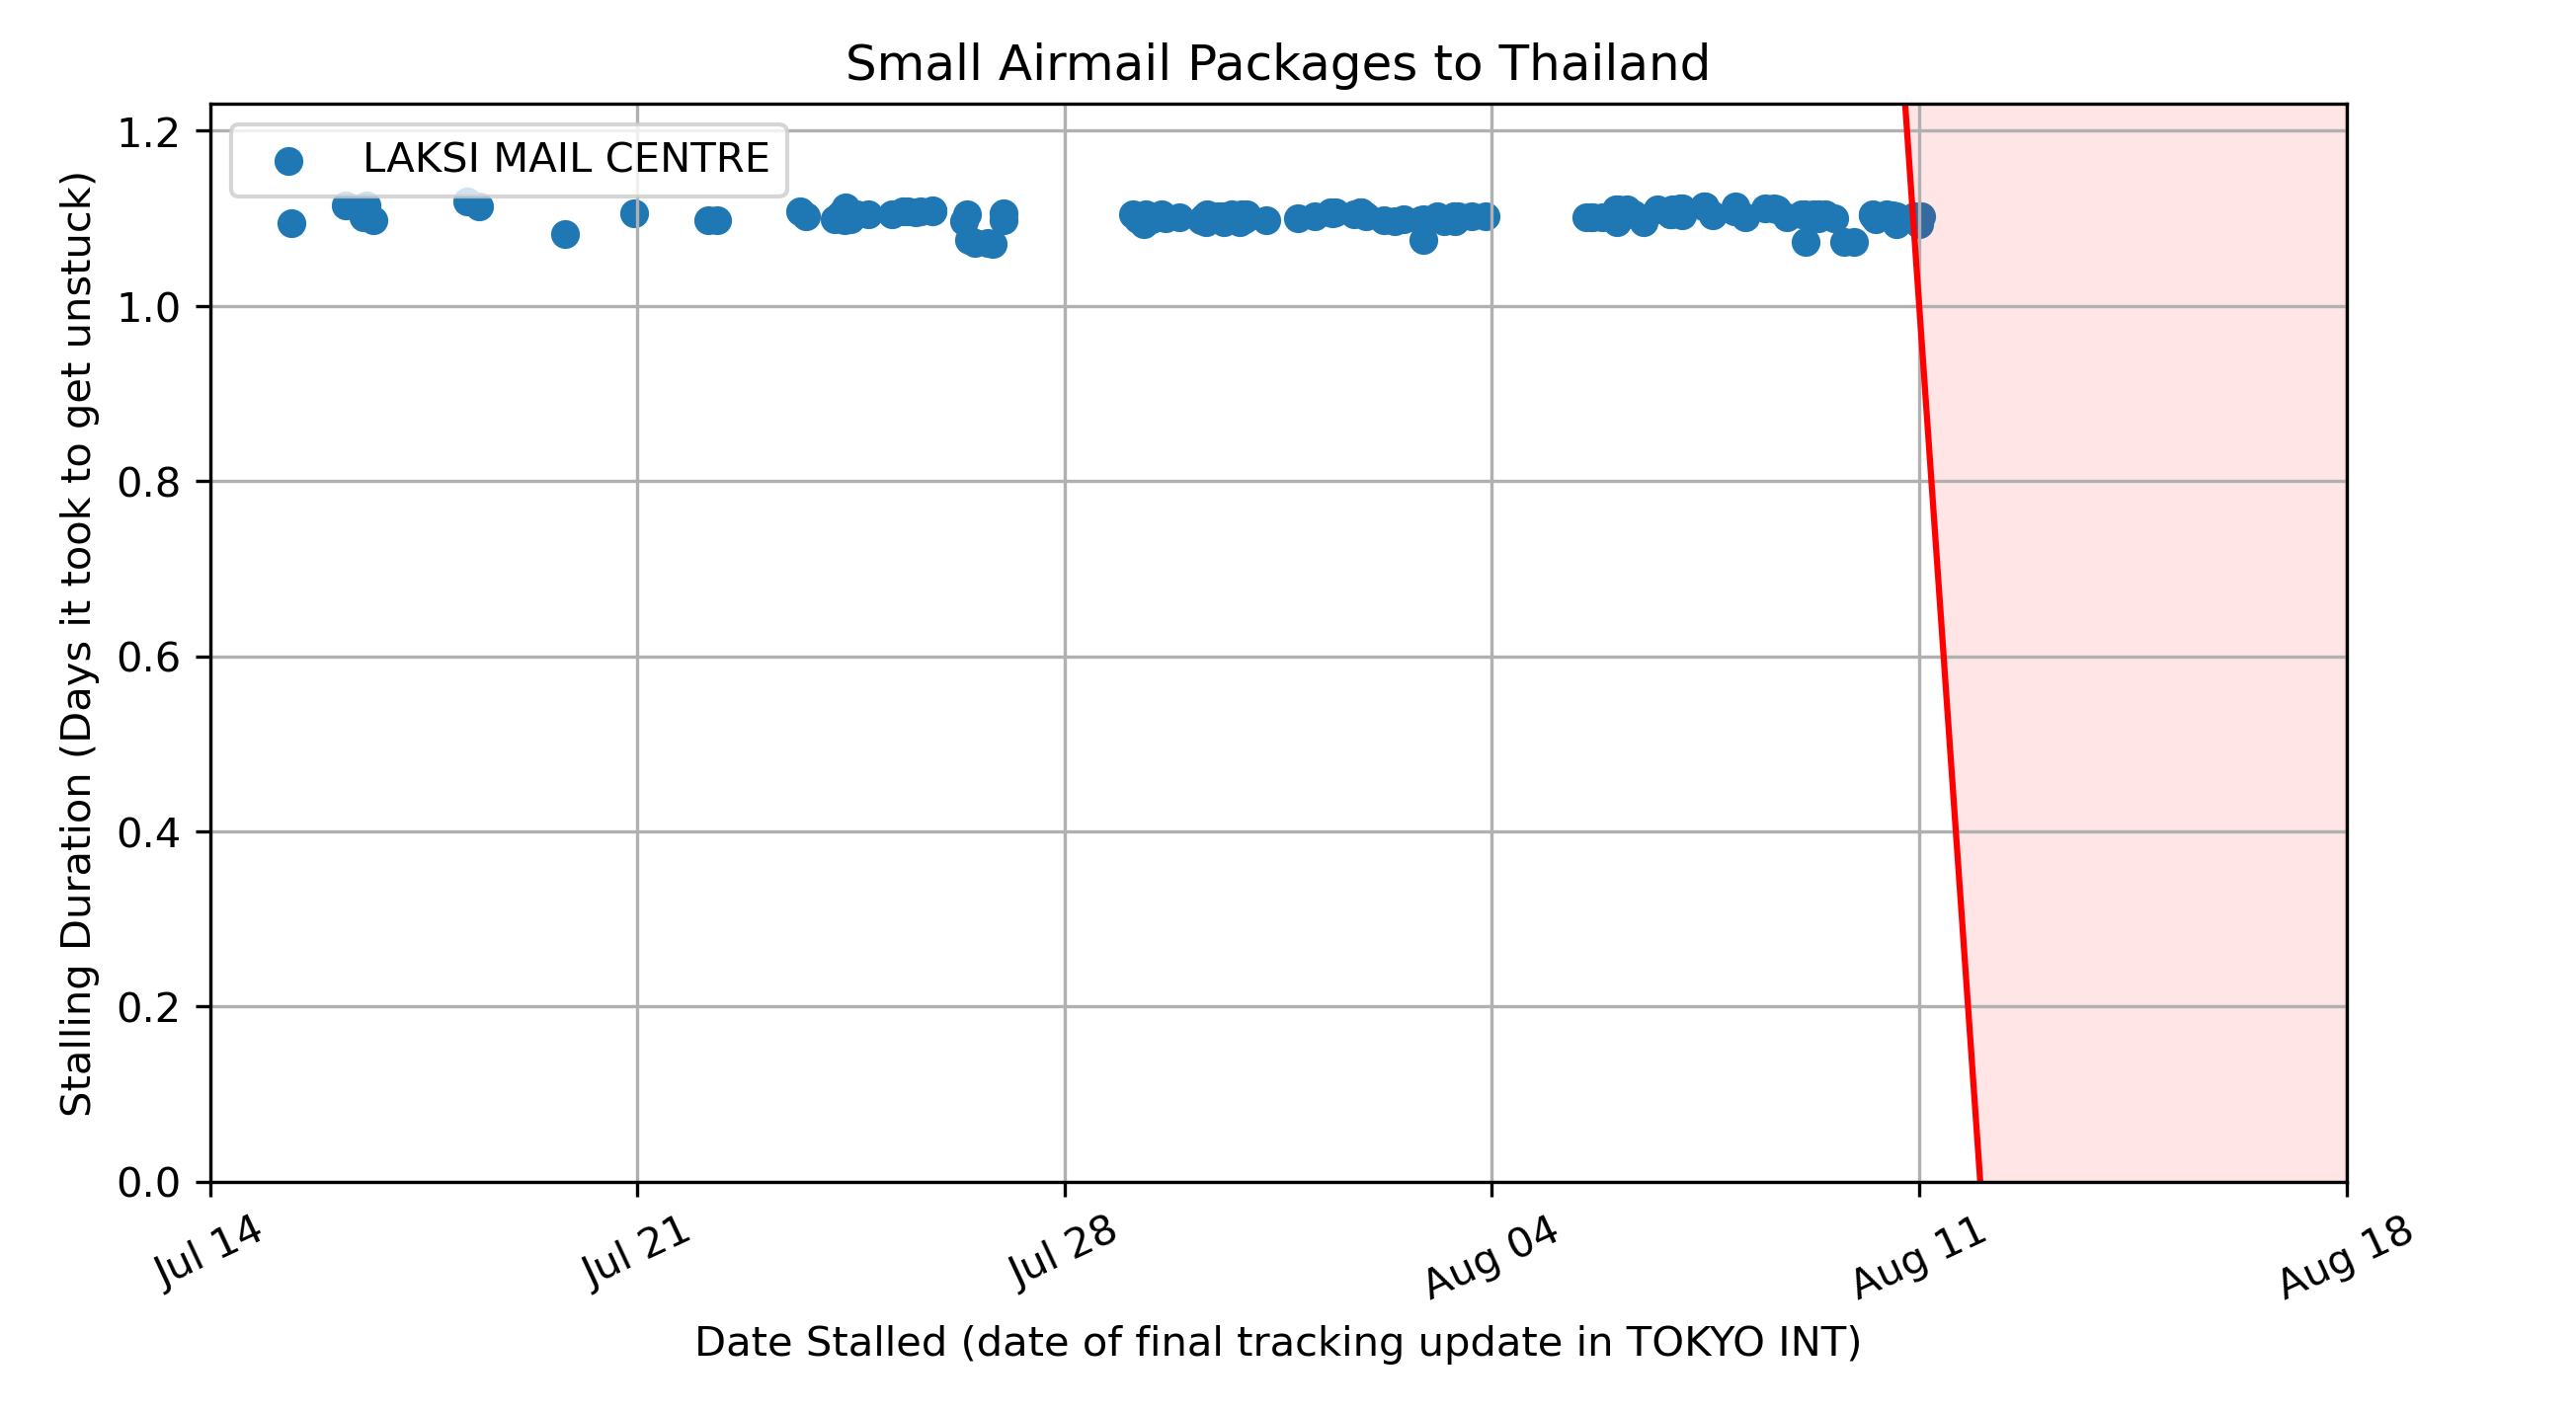 Small Airmail Packages to Thailand
LAKSI MAIL CENTRE
Stalling Duration (Days it took to get unstuck)
1.2
1.0
0.8
0.6
0.4
0.2
0.0
Jul 14
Jul 21
Jul 28
Aug 04
Aug 11
Aug 18
Date Stalled (date of final tracking update in TOKYO INT)